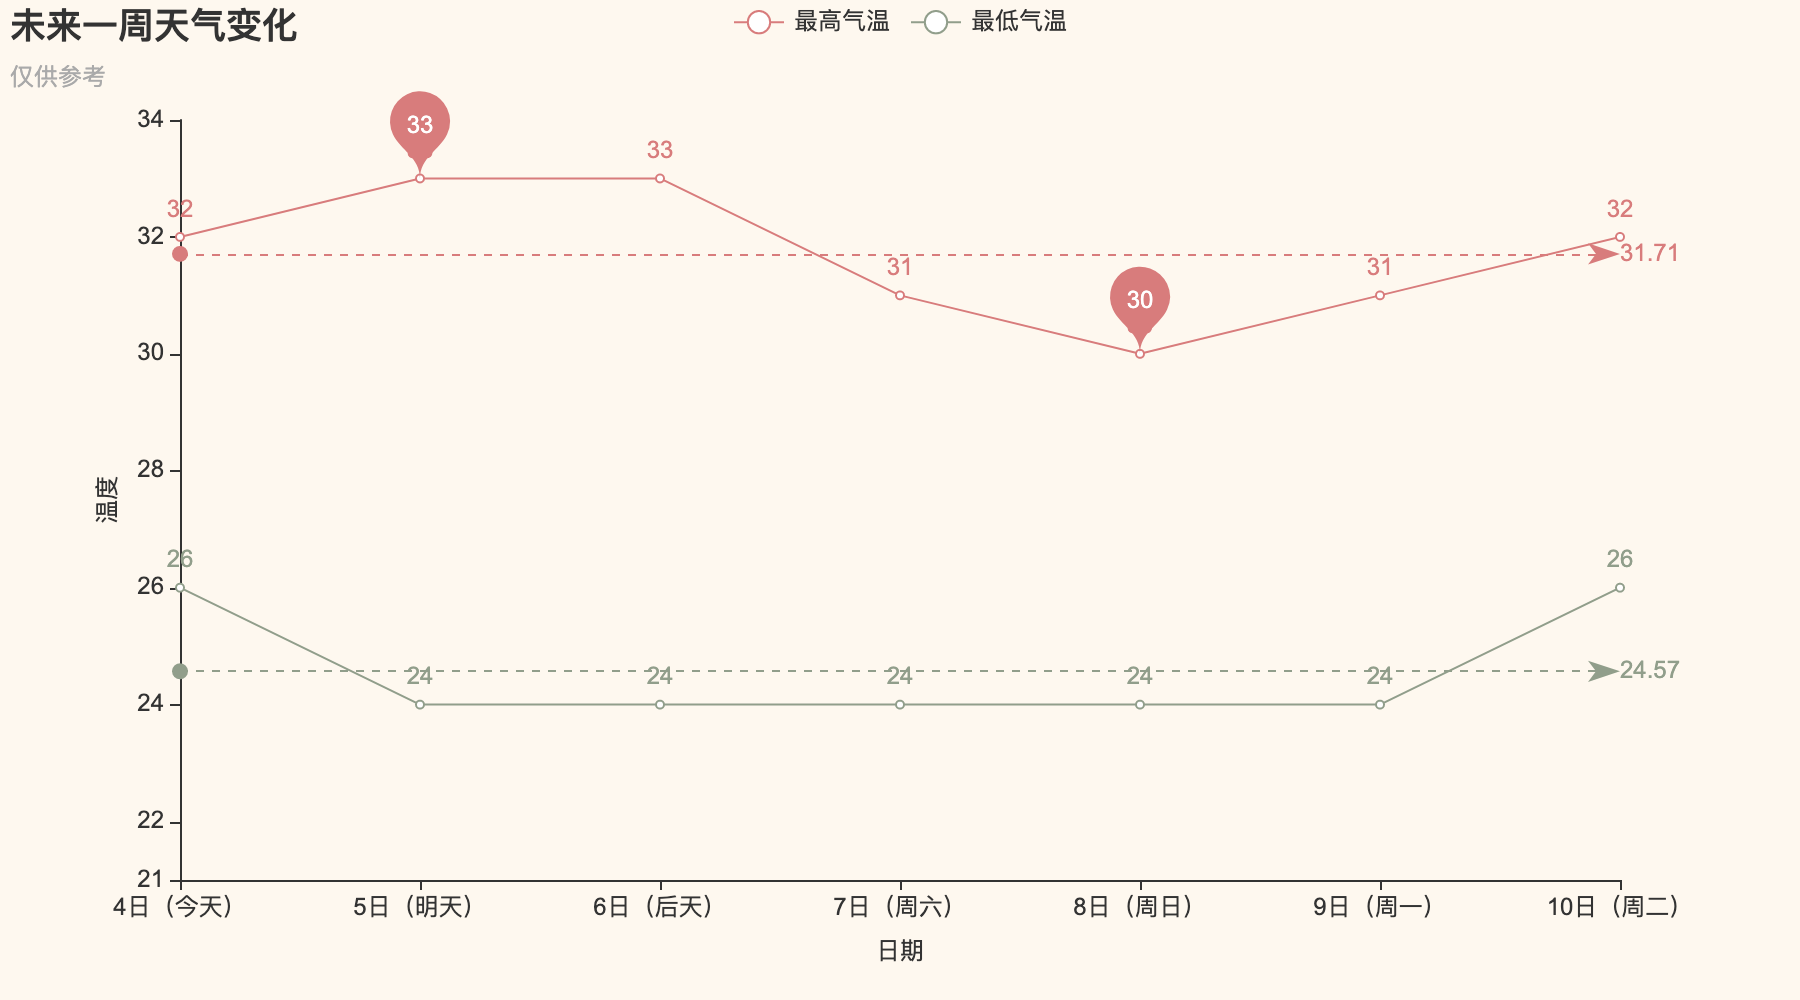 未来一周天气变化
仅供参考
最高气温 最低气温
34
32
30
28
26
24
22
21
温度
32 33 33 31 30 31 32
31.71
26 24 24 24 24 24 26
24.57
4日（今天） 5日（明天） 6日（后天） 7日（周六） 8日（周日） 9日（周一） 10日（周二）
日期